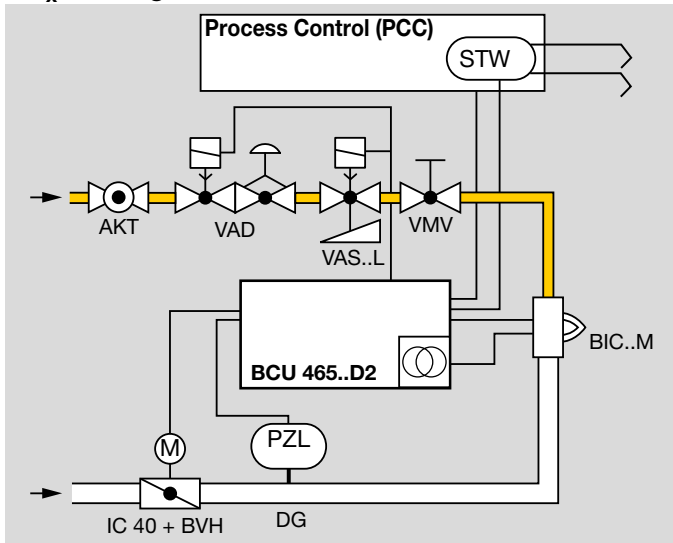 Process Control (PCC)
STW
AKT
VAD
VAS..L
VMV
BCU 465..D2
BIC..M
M
PZL
IC 40 + BVH
DG